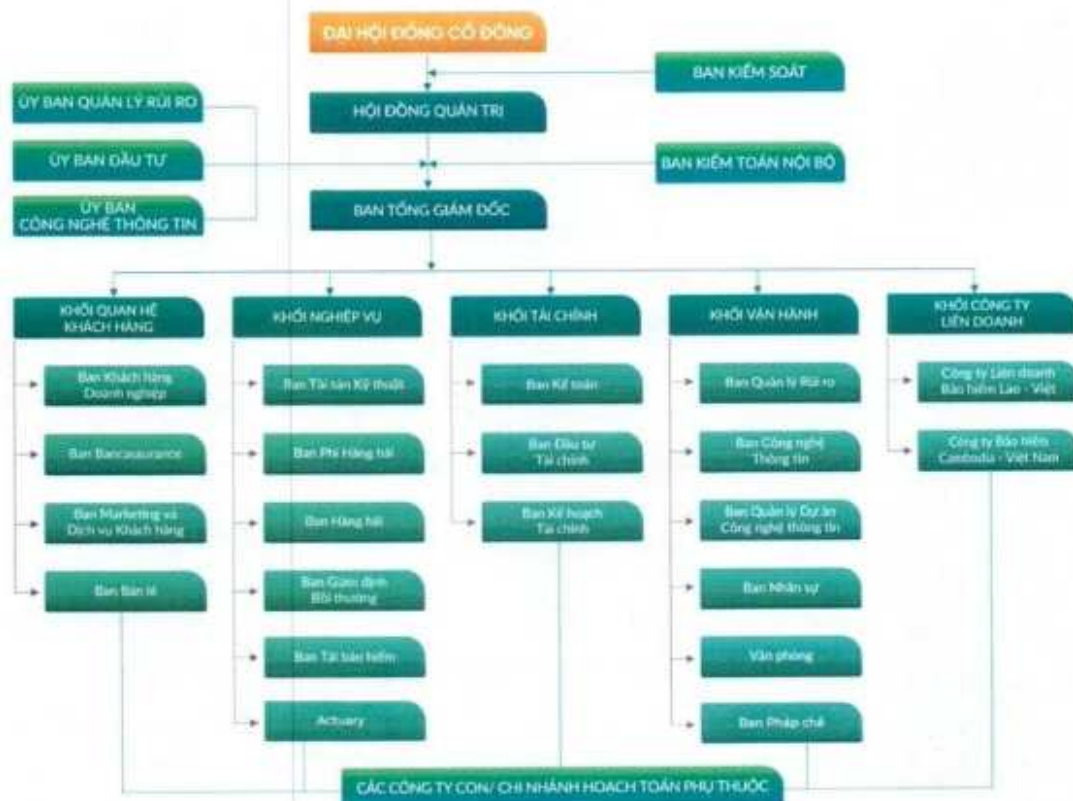 ĐẠI HỘI ĐỒNG CỔ ĐÔNG
BAN KIỂM SOÁT
ỦY BAN QUẢN LÝ RỦI RO
HỘI ĐỒNG QUẢN TRỊ
ỦY BAN ĐẦU TƯ
BAN KIỂM TOÁN NỘI BỘ
ỦY BAN
CÔNG NGHỆ THÔNG TIN
BAN TỔNG GIÁM ĐỐC
KHỐI QUAN HỆ
KHÁCH HÀNG
Ban Khách hàng
Doanh nghiệp
Ban Bancassurance
Ban Marketing và
Dịch vụ Khách hàng
Ban Bán lẻ
KHỐI NGHIỆP VỤ
Ban Tài sản Kỹ thuật
Ban Phi Hàng hải
Ban Hàng hải
Ban Giám định
Bồi thường
Ban Tái bảo hiểm
Actuary
KHỐI TÀI CHÍNH
Ban Kế toán
Ban Đầu tư
Tài chính
Ban Kế hoạch
Tài chính
KHỐI VẬN HÀNH
Ban Quản lý Rủi ro
Ban Công nghệ
Thông tin
Ban Quản lý Dự án
Công nghệ thông tin
Ban Nhân sự
Văn phòng
Ban Pháp chế
KHỐI CÔNG TY
LIÊN DOANH
Công ty Liên doanh
Bảo hiểm Lào - Việt
Công ty Bảo hiểm
Cambodia - Việt Nam
CÁC CÔNG TY CON/ CHI NHÁNH HOẠCH TOÁN PHỤ THUỘC